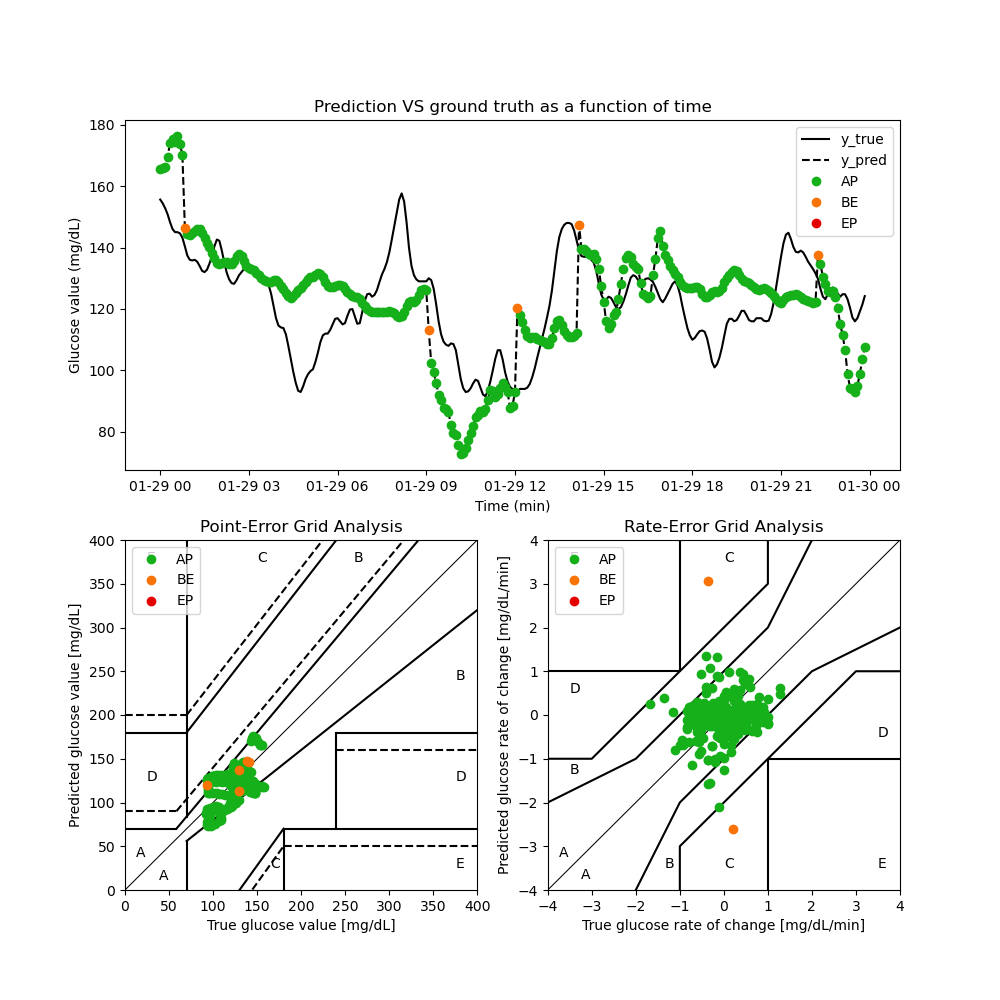 Prediction VS ground truth as a function of time
Glucose value (mg/dL)
180
160
140
120
100
80
y_true
y_pred
AP
BE
EP
01-29 00 01-29 03 01-29 06 01-29 09 01-29 12 01-29 15 01-29 18 01-29 21 01-30 00
Time (min)
Point-Error Grid Analysis
Predicted glucose value [mg/dL]
400
350
300
250
200
150
100
50
0
AP
BE
EP
C
B
B
D
D
A
A
C
E
0 50 100 150 200 250 300 350 400
True glucose value [mg/dL]
Rate-Error Grid Analysis
Predicted glucose rate of change [mg/dL/min]
4
3
2
1
0
−1
−2
−3
−4
AP
BE
EP
C
D
D
B
A
A
B
C
E
−4 −3 −2 −1 0 1 2 3 4
True glucose rate of change [mg/dL/min]